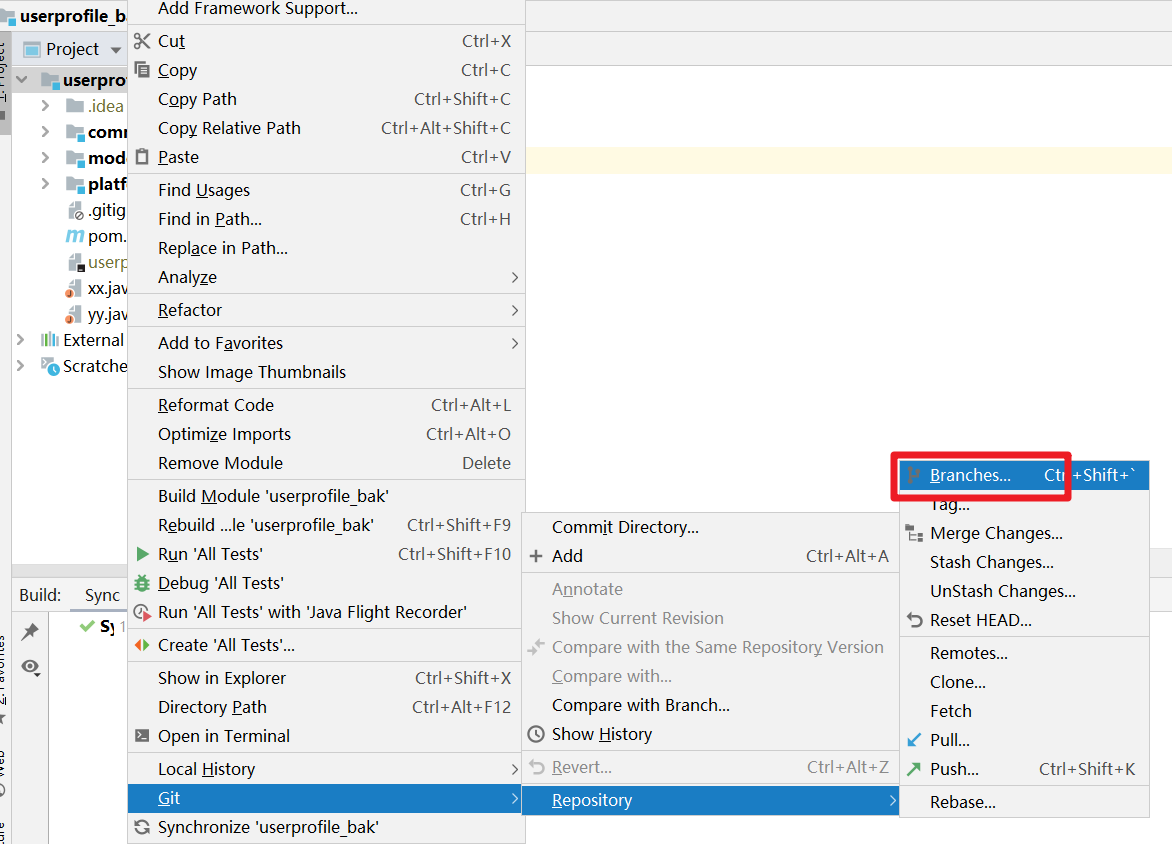 userprofile_ba
Project
userpro
.idea
comm
mod
platf
.gitig
pom.
userp
xx.jav
yy.jav
External
Scratche
Build:
Sync
Sy
1: Project
2: Favorites
Web
Add Framework Support...
Cut Ctrl+X
Copy Ctrl+C
Copy Path Ctrl+Shift+C
Copy Relative Path Ctrl+Alt+Shift+C
Paste Ctrl+V
Find Usages Ctrl+G
Find in Path... Ctrl+H
Replace in Path...
Analyze
Refactor
Add to Favorites
Show Image Thumbnails
Reformat Code Ctrl+Alt+L
Optimize Imports Ctrl+Alt+O
Remove Module Delete
Build Module 'userprofile_bak'
Rebuild ...le 'userprofile_bak' Ctrl+Shift+F9
Run 'All Tests' Ctrl+Shift+F10
Debug 'All Tests'
Run 'All Tests' with 'Java Flight Recorder'
Create 'All Tests'...
Show in Explorer Ctrl+Shift+X
Directory Path Ctrl+Alt+F12
Open in Terminal
Local History
Git
Synchronize 'userprofile_bak'
Commit Directory...
Add Ctrl+Alt+A
Annotate
Show Current Revision
Compare with the Same Repository Version
Compare with...
Compare with Branch...
Show History
Revert... Ctrl+Alt+Z
Repository
Branches... Ctrl+Shift+`
Tag...
Merge Changes...
Stash Changes...
UnStash Changes...
Reset HEAD...
Remotes...
Clone...
Fetch
Pull...
Push... Ctrl+Shift+K
Rebase...